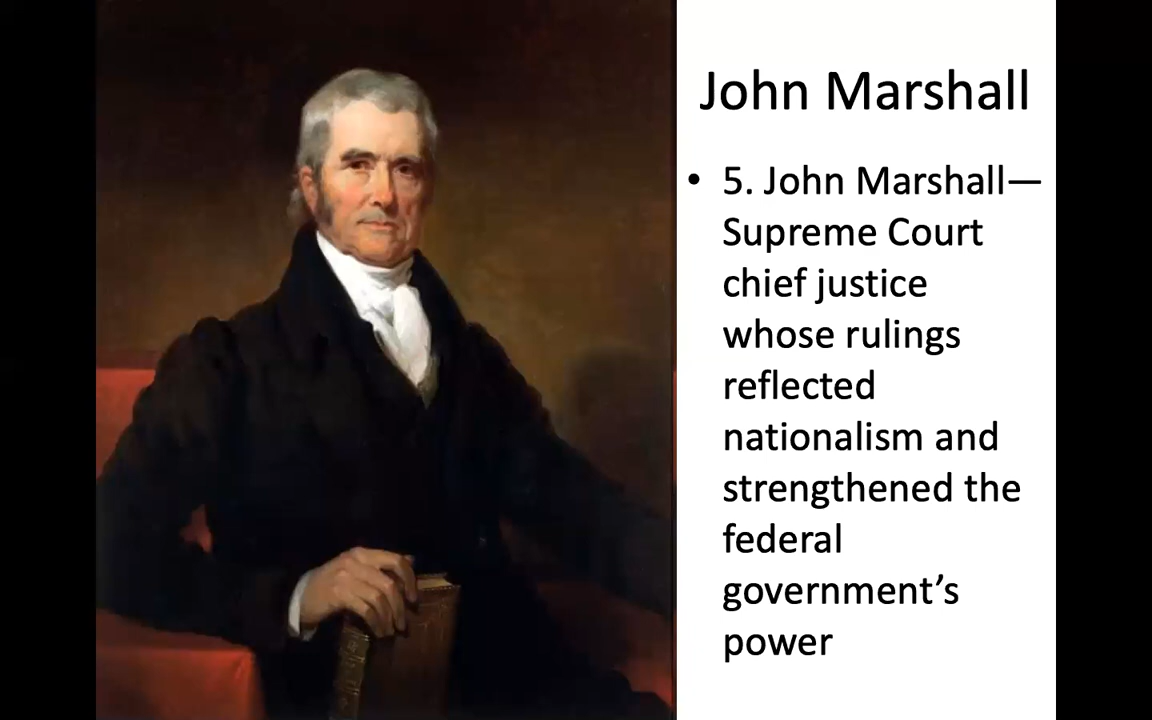 John Marshall
• 5. John Marshall—
Supreme Court
chief justice
whose rulings
reflected
nationalism and
strengthened the
federal
government’s
power